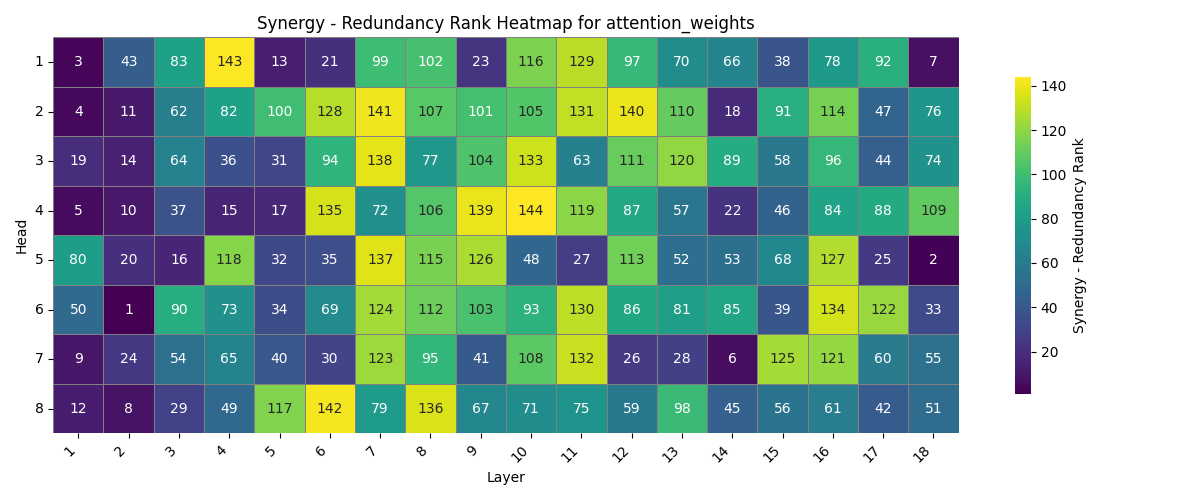 Synergy - Redundancy Rank Heatmap for attention_weights
Head
1 3 43 83 143 13 21 99 102 23 116 129 97 70 66 38 78 92 7
2 4 11 62 82 100 128 141 107 101 105 131 140 110 18 91 114 47 76
3 19 14 64 36 31 94 138 77 104 133 63 111 120 89 58 96 44 74
4 5 10 37 15 17 135 72 106 139 144 119 87 57 22 46 84 88 109
5 80 20 16 118 32 35 137 115 126 48 27 113 52 53 68 127 25 2
6 50 1 90 73 34 69 124 112 103 93 130 86 81 85 39 134 122 33
7 9 24 54 65 40 30 123 95 41 108 132 26 28 6 125 121 60 55
8 12 8 29 49 117 142 79 136 67 71 75 59 98 45 56 61 42 51
1 2 3 4 5 6 7 8 9 10 11 12 13 14 15 16 17 18
Layer
140
120
100
80
60
40
20
Synergy - Redundancy Rank